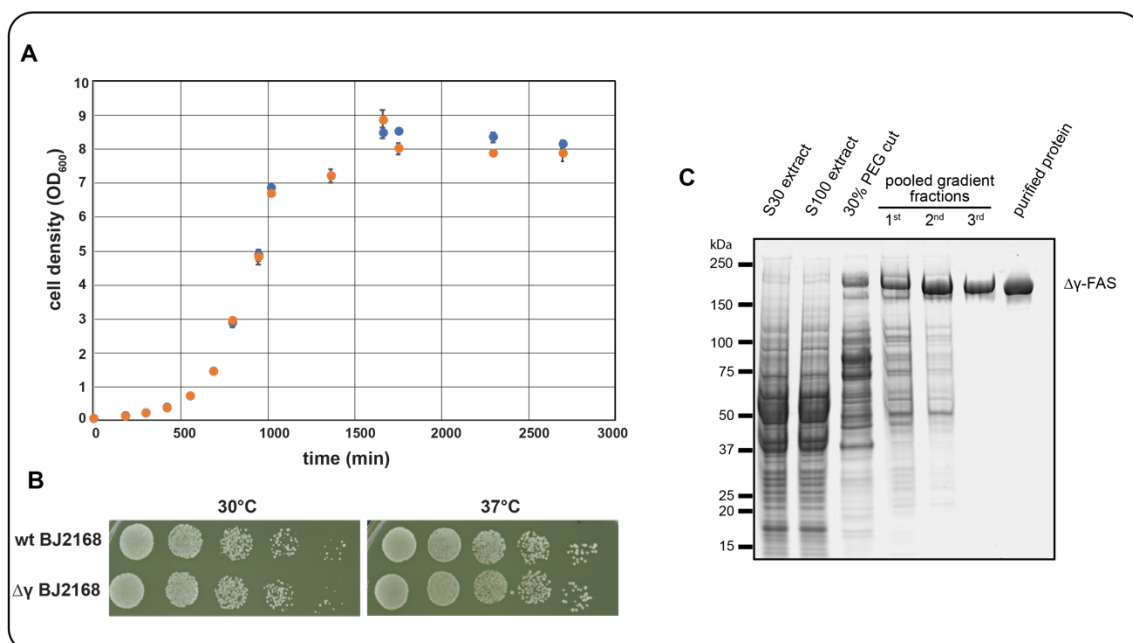 A
cell density (OD600)
10
9
8
7
6
5
4
3
2
1
0
0 500 1000 1500 2000 2500 3000
time (min)
B
30°C 37°C
wt BJ2168
Δγ BJ2168
C
S30 extract
S100 extract
30% PEG cut
pooled gradient
fractions
1st 2nd 3rd
purified protein
kDa
250
150
100
75
50
37
25
20
15
Δγ-FAS